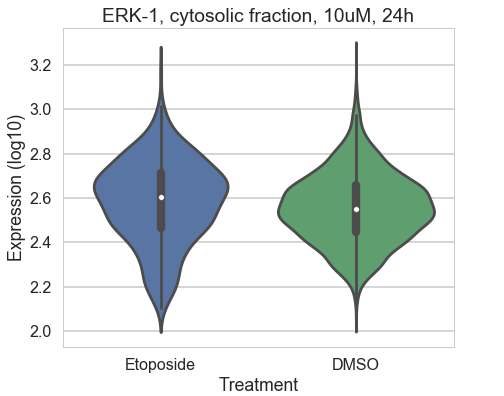 ERK-1, cytosolic fraction, 10uM, 24h
Expression (log10)
3.2
3.0
2.8
2.6
2.4
2.2
2.0
Etoposide
DMSO
Treatment